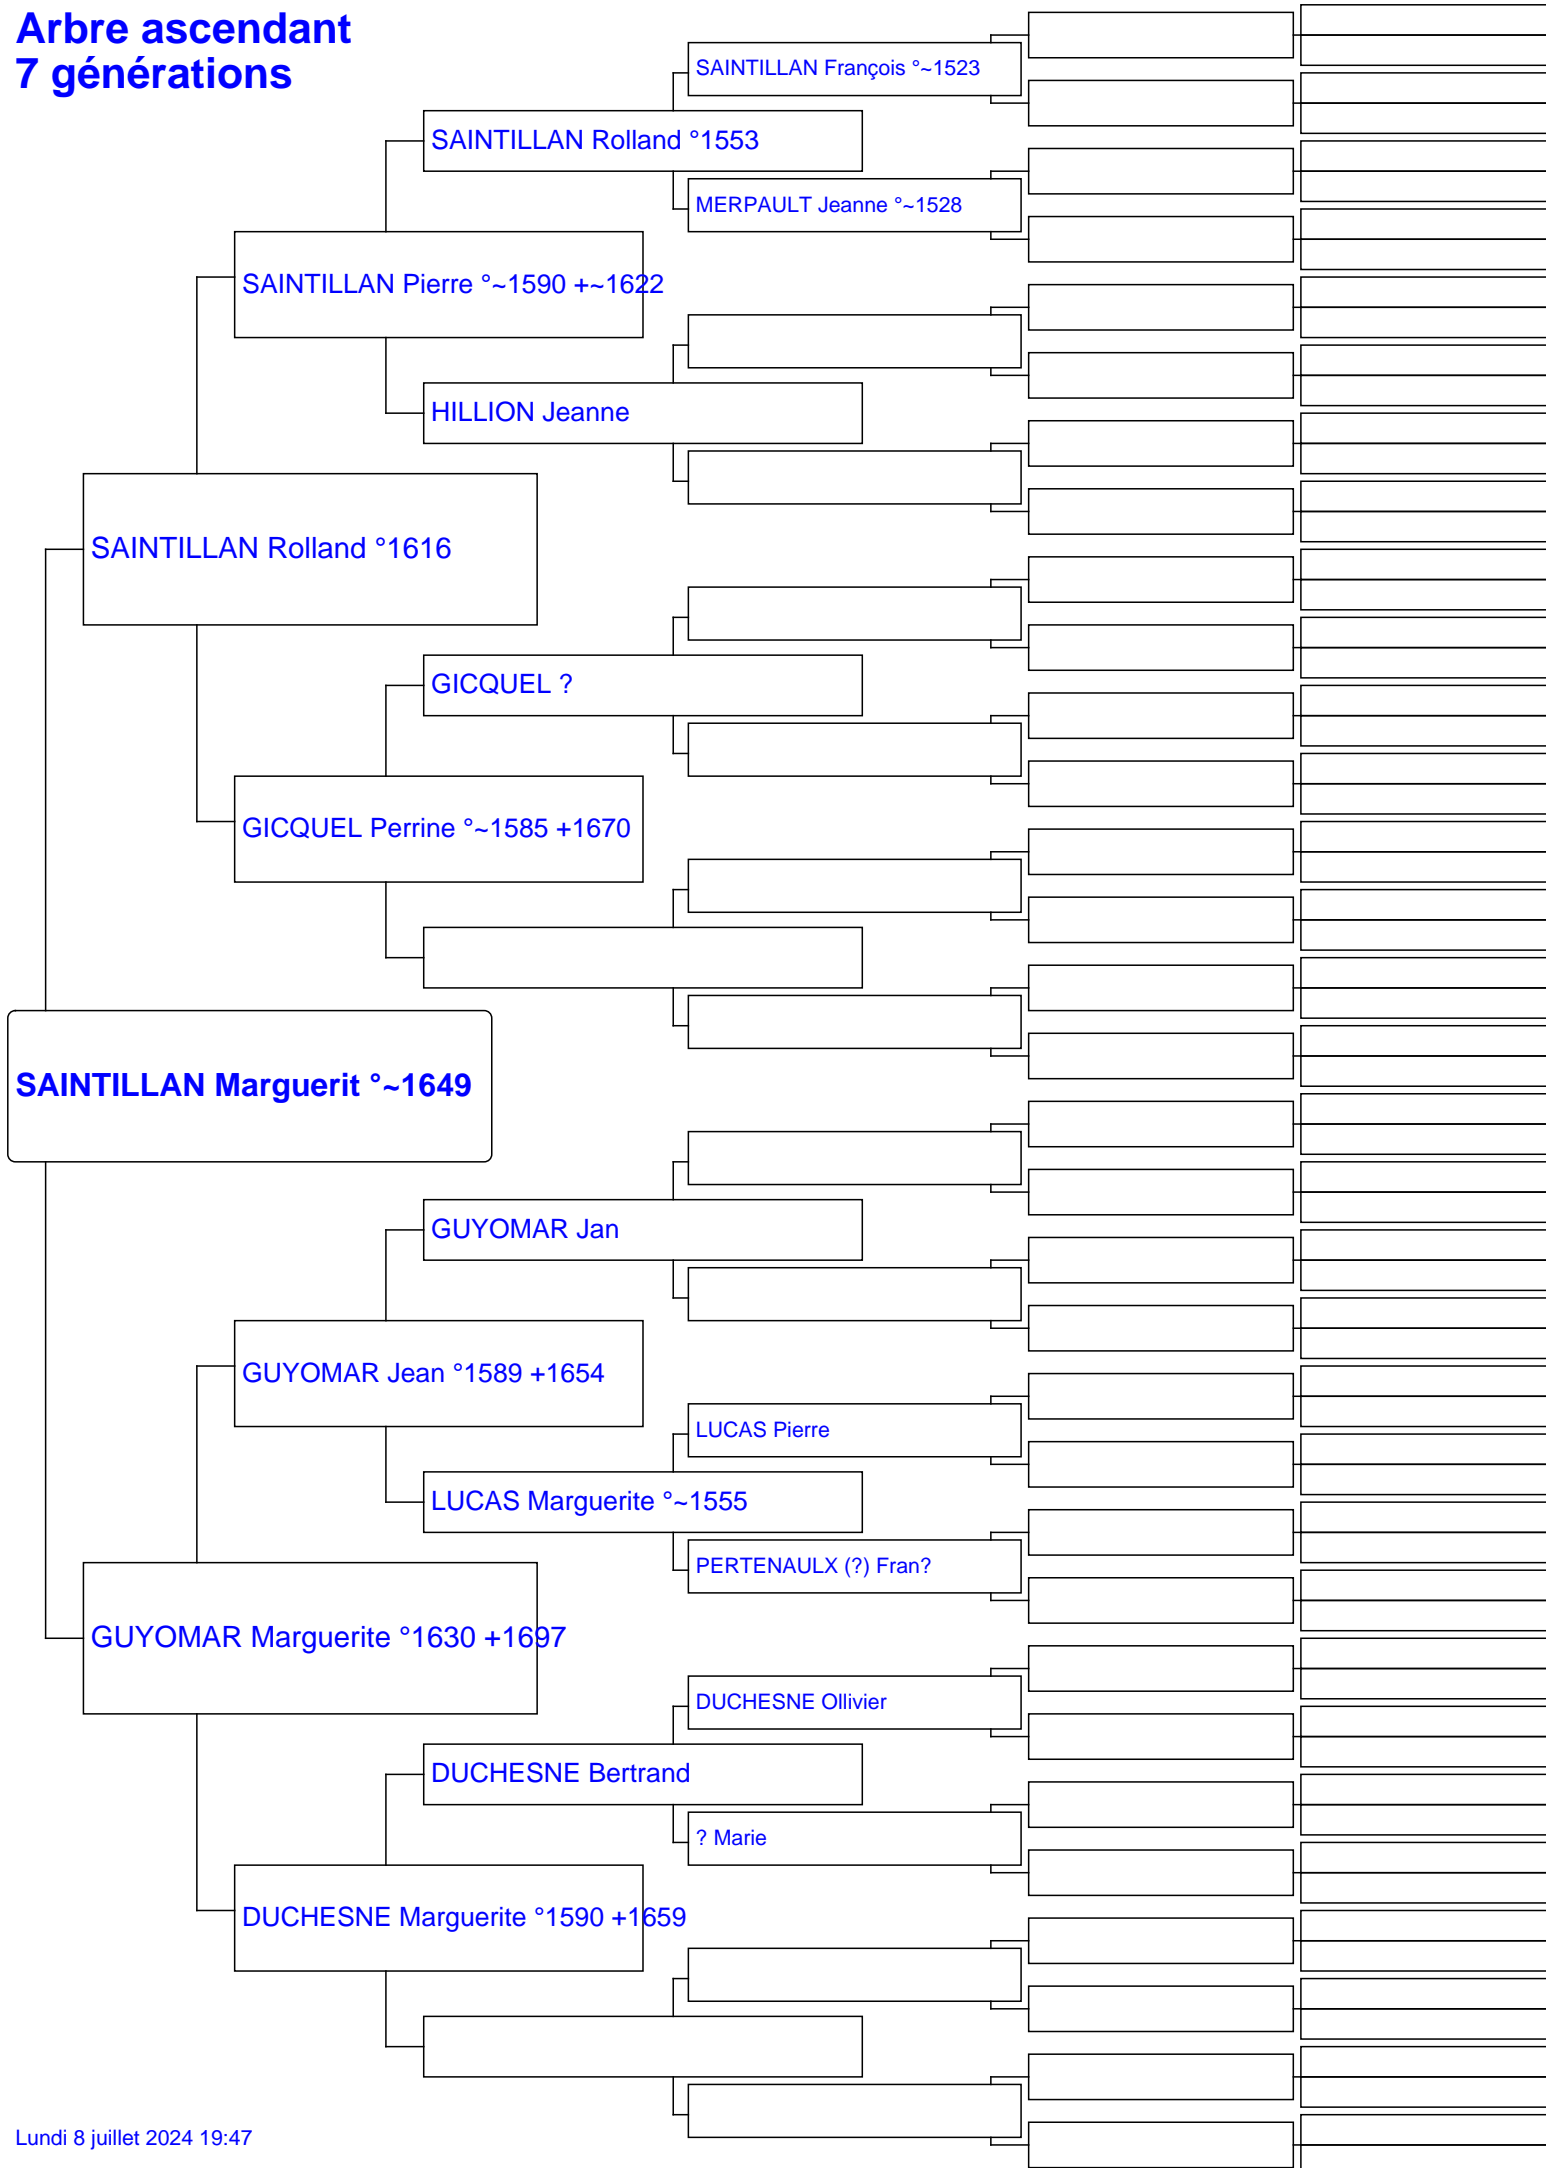 Arbre ascendant
7 générations
SAINTILLAN François °~1523
SAINTILLAN Rolland °1553
MERPAULT Jeanne °~1528
SAINTILLAN Pierre °~1590 +~1622
HILLION Jeanne
SAINTILLAN Rolland °1616
GICQUEL ?
GICQUEL Perrine °~1585 +1670
SAINTILLAN Marguerit °~1649
GUYOMAR Jan
GUYOMAR Jean °1589 +1654
LUCAS Pierre
LUCAS Marguerite °~1555
PERTENAULX (?) Fran?
GUYOMAR Marguerite °1630 +1697
DUCHESNE Ollivier
DUCHESNE Bertrand
? Marie
DUCHESNE Marguerite °1590 +1659
Lundi 8 juillet 2024 19:47